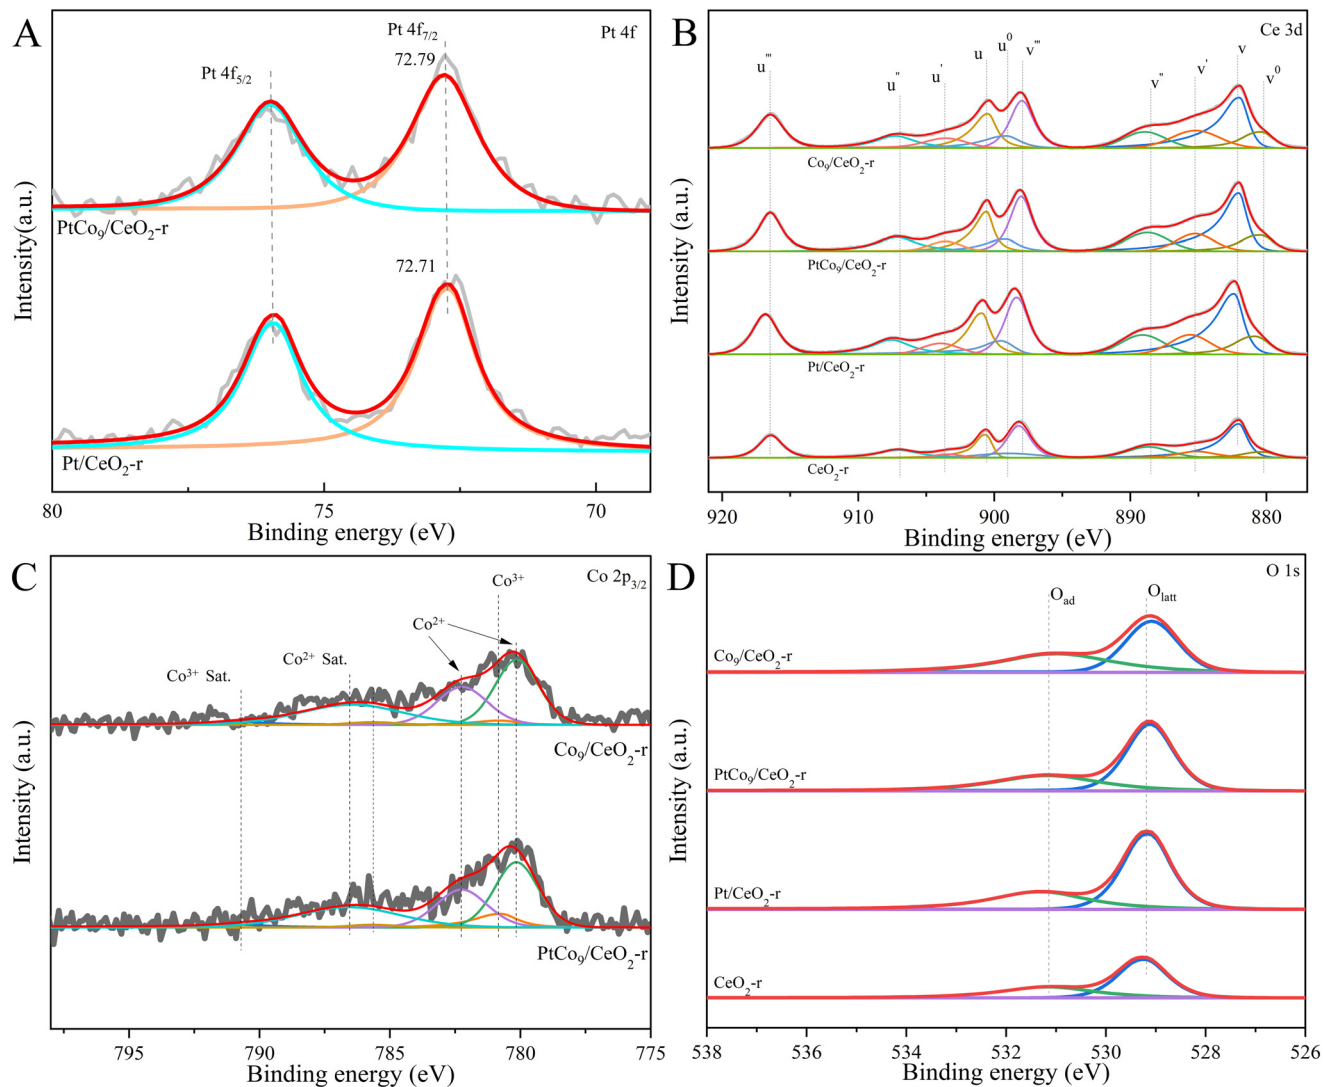 A
Pt 4f₇/₂
Pt 4f
72.79
Pt 4f₅/₂
PtCo₉/CeO₂-r
72.71
Pt/CeO₂-r
Intensity(a.u.)
80 75 70
Binding energy (eV)
B
Ce 3d
u''' u'' u' u u⁰ v''' v'' v' v v⁰
Co₉/CeO₂-r
PtCo₉/CeO₂-r
Pt/CeO₂-r
CeO₂-r
Intensity (a.u.)
920 910 900 890 880
Binding energy (eV)
C
Co 2p₃/₂
Co³⁺
Co²⁺
Co²⁺ Sat.
Co³⁺ Sat.
Co₉/CeO₂-r
PtCo₉/CeO₂-r
Intensity (a.u.)
795 790 785 780 775
Binding energy (eV)
D
O 1s
O_ad O_latt
Co₉/CeO₂-r
PtCo₉/CeO₂-r
Pt/CeO₂-r
CeO₂-r
Intensity (a.u.)
538 536 534 532 530 528 526
Binding energy (eV)